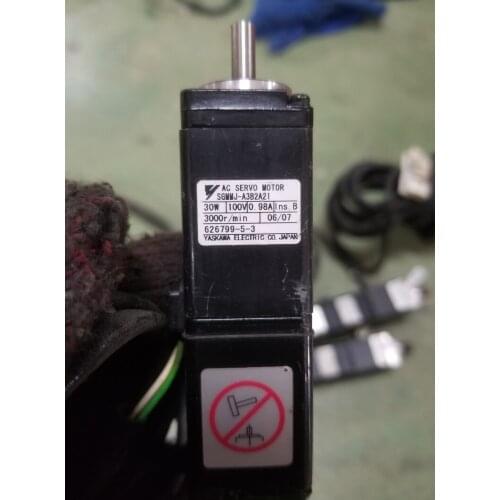 AC SERVO MOTOR
SGMMJ-A3B2A21
30W 100V 0.98A Ins. B
3000r/min 06/07
626799-5-3
YASKAWA ELECTRIC CO. JAPAN